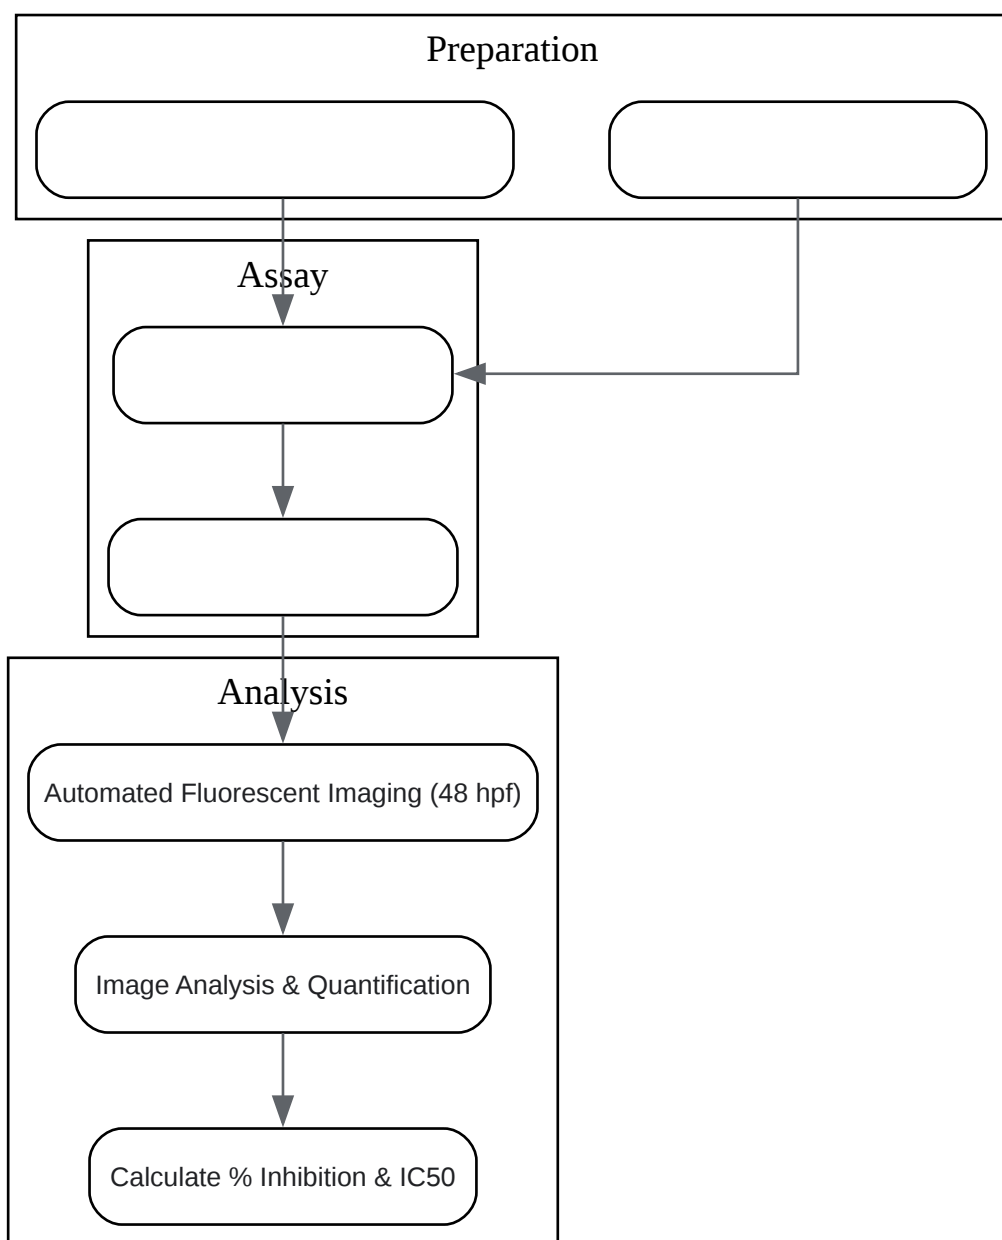 Preparation
Assay
Analysis
Automated Fluorescent Imaging (48 hpf)
Image Analysis & Quantification
Calculate % Inhibition & IC50